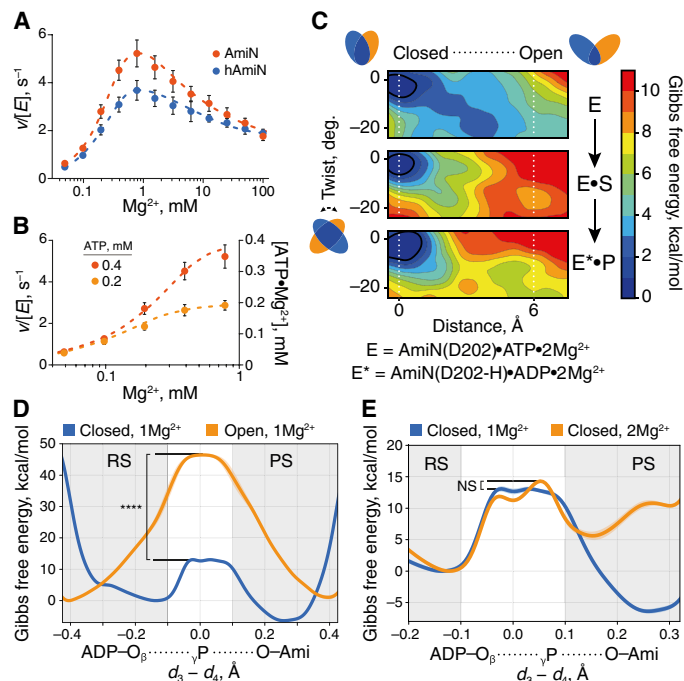 A
AmiN
hAmiN
v/[E], s⁻¹
6
4
2
0
0.1
1
10
100
Mg²⁺, mM
B
ATP, mM
0.4
0.2
v/[E], s⁻¹
6
4
2
0
0.4
0.3
0.2
0.1
0
[ATP•Mg²⁺], mM
0.1
1
Mg²⁺, mM
C
Closed ·········· Open
0
−20
0
−20
0
−20
Twist, deg.
E
E•S
E*•P
0
6
Distance, Å
10
8
6
4
2
0
Gibbs free energy, kcal/mol
E = AmiN(D202)•ATP•2Mg²⁺
E* = AmiN(D202-H)•ADP•2Mg²⁺
D
Closed, 1Mg²⁺
Open, 1Mg²⁺
RS
PS
****
Gibbs free energy, kcal/mol
50
40
30
20
10
0
−0.4
−0.2
0.0
0.2
0.4
ADP–Oᵦ ········ ᵧP ········ O–Ami
d₃ − d₄, Å
E
Closed, 1Mg²⁺
Closed, 2Mg²⁺
RS
PS
NS
Gibbs free energy, kcal/mol
20
15
10
5
0
−5
−0.2
−0.1
0.0
0.1
0.2
0.3
ADP–Oᵦ ········ ᵧP ········ O–Ami
d₃ − d₄, Å